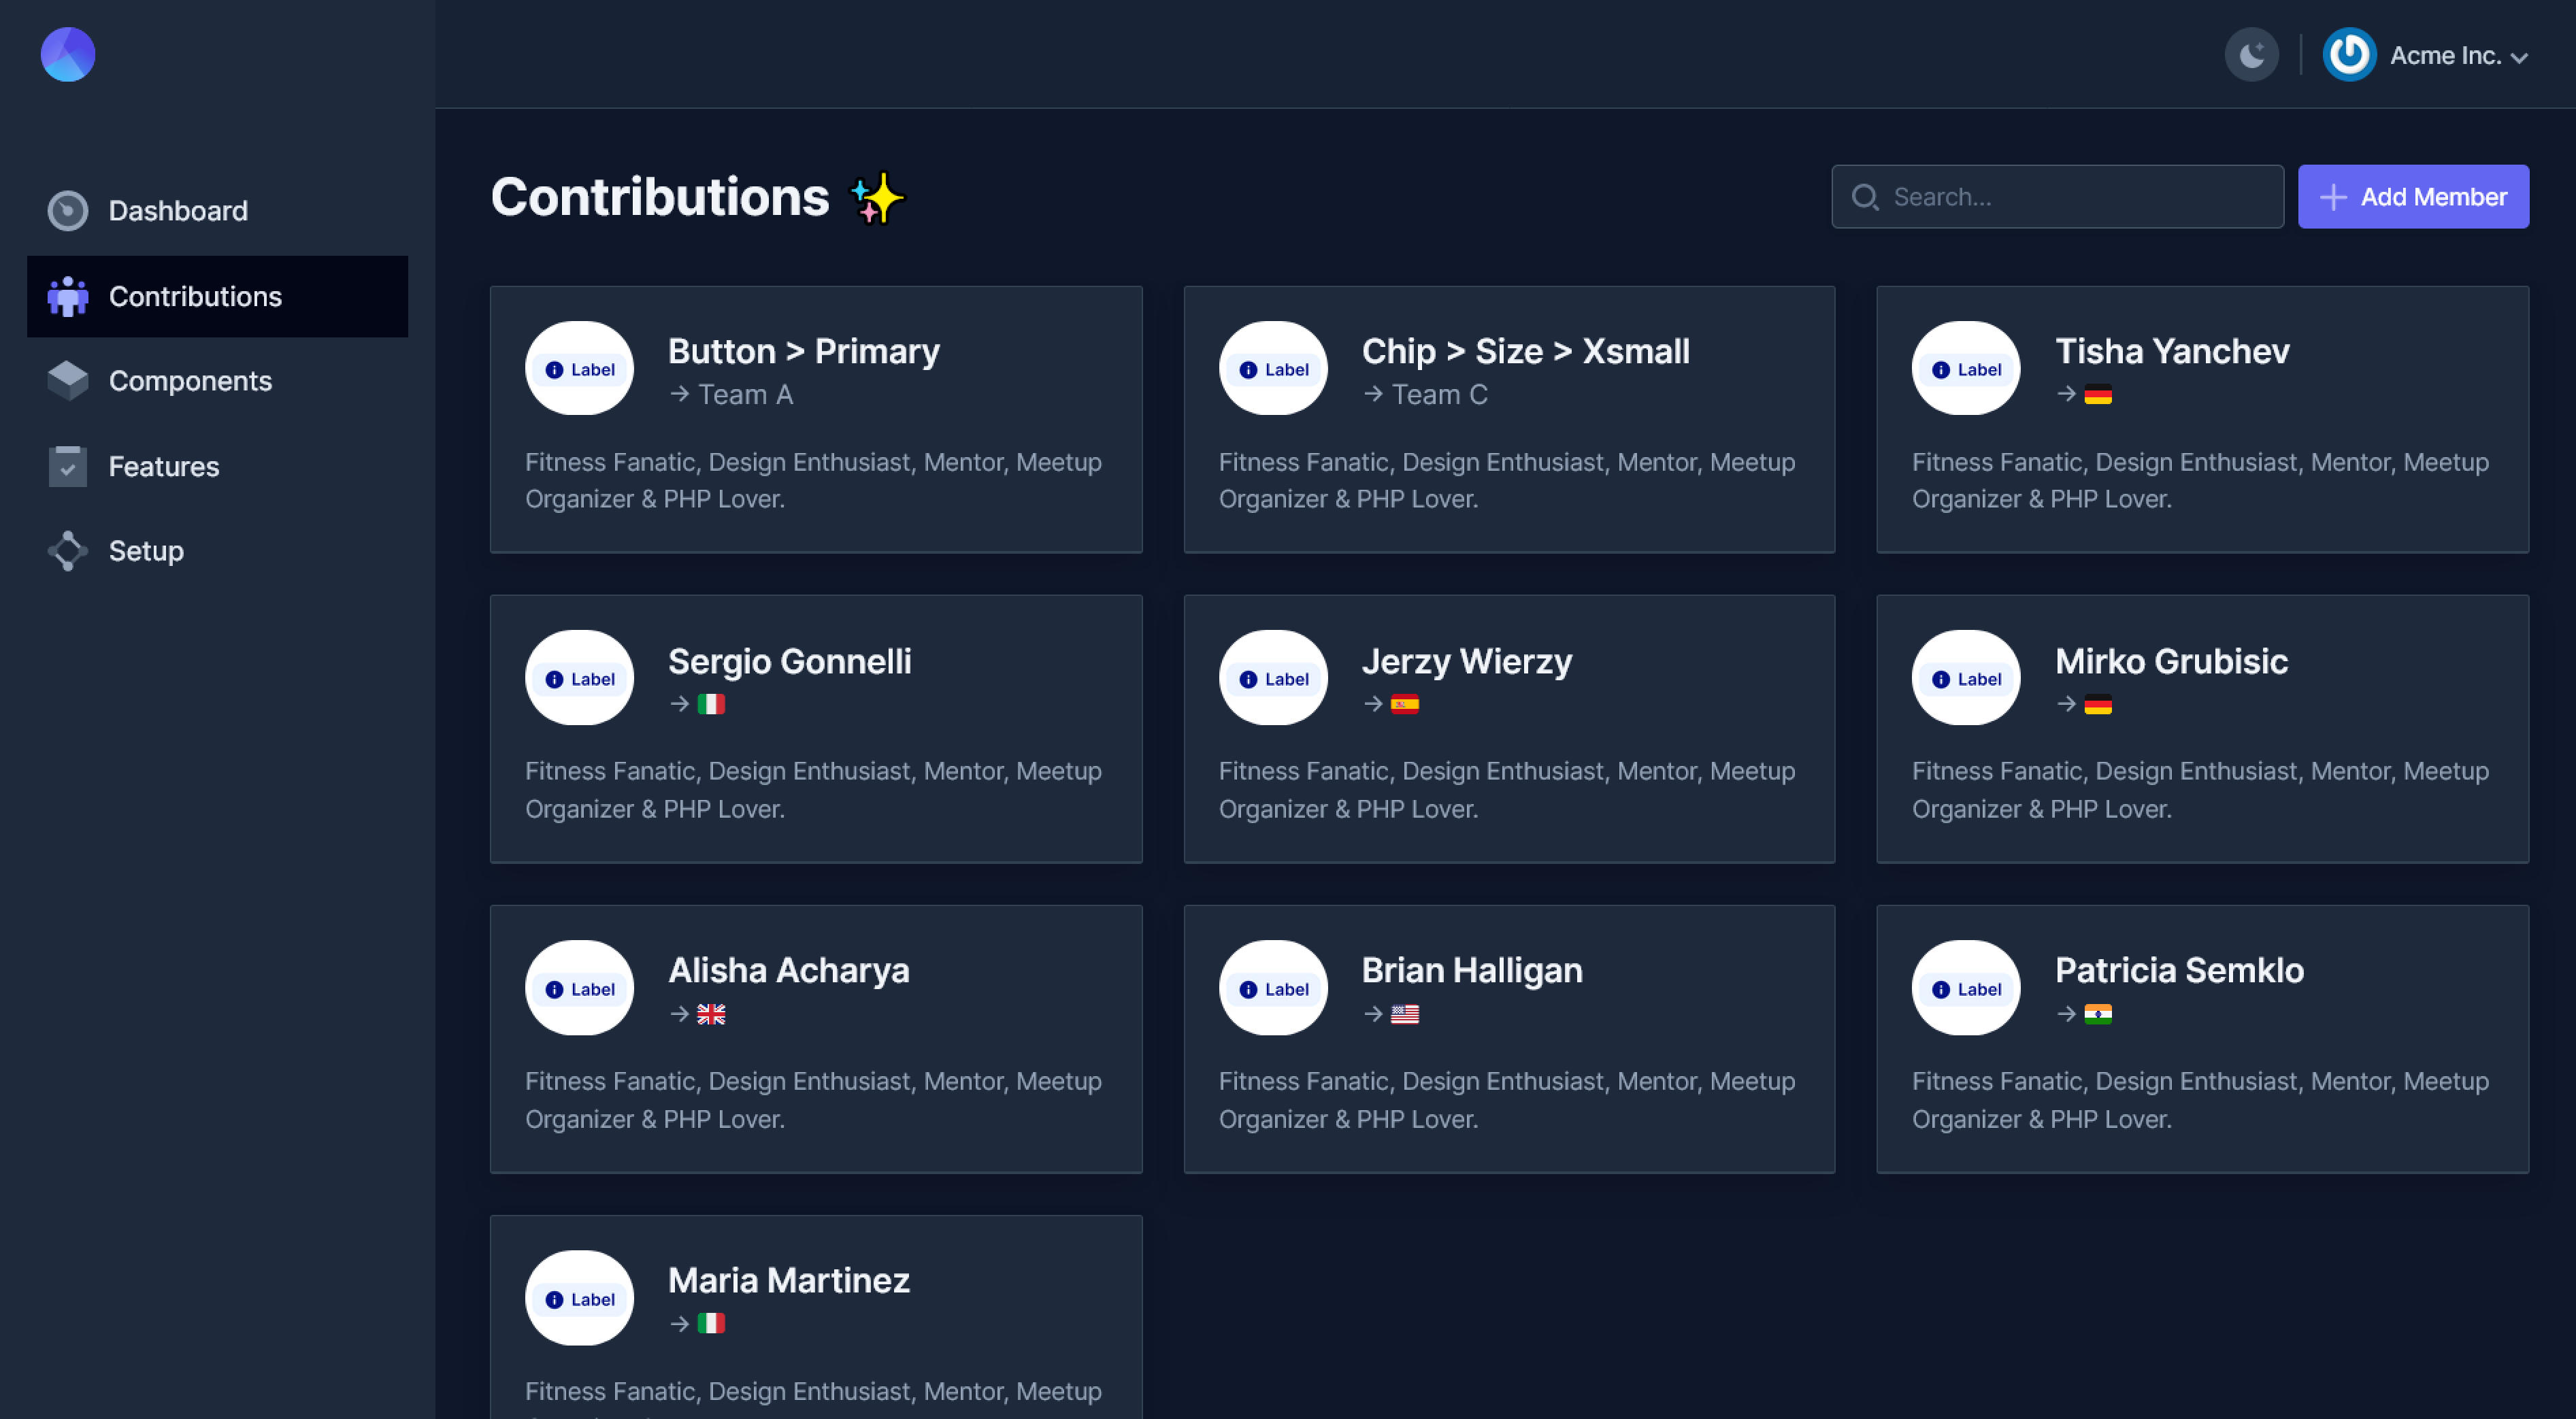 Acme Inc.
Dashboard
Contributions
Components
Features
Setup
Contributions
Search...
Add Member
Label
Button > Primary
Team A
Fitness Fanatic, Design Enthusiast, Mentor, Meetup
Organizer & PHP Lover.
Label
Chip > Size > Xsmall
Team C
Fitness Fanatic, Design Enthusiast, Mentor, Meetup
Organizer & PHP Lover.
Label
Tisha Yanchev
Fitness Fanatic, Design Enthusiast, Mentor, Meetup
Organizer & PHP Lover.
Label
Sergio Gonnelli
Fitness Fanatic, Design Enthusiast, Mentor, Meetup
Organizer & PHP Lover.
Label
Jerzy Wierzy
Fitness Fanatic, Design Enthusiast, Mentor, Meetup
Organizer & PHP Lover.
Label
Mirko Grubisic
Fitness Fanatic, Design Enthusiast, Mentor, Meetup
Organizer & PHP Lover.
Label
Alisha Acharya
Fitness Fanatic, Design Enthusiast, Mentor, Meetup
Organizer & PHP Lover.
Label
Brian Halligan
Fitness Fanatic, Design Enthusiast, Mentor, Meetup
Organizer & PHP Lover.
Label
Patricia Semklo
Fitness Fanatic, Design Enthusiast, Mentor, Meetup
Organizer & PHP Lover.
Label
Maria Martinez
Fitness Fanatic, Design Enthusiast, Mentor, Meetup